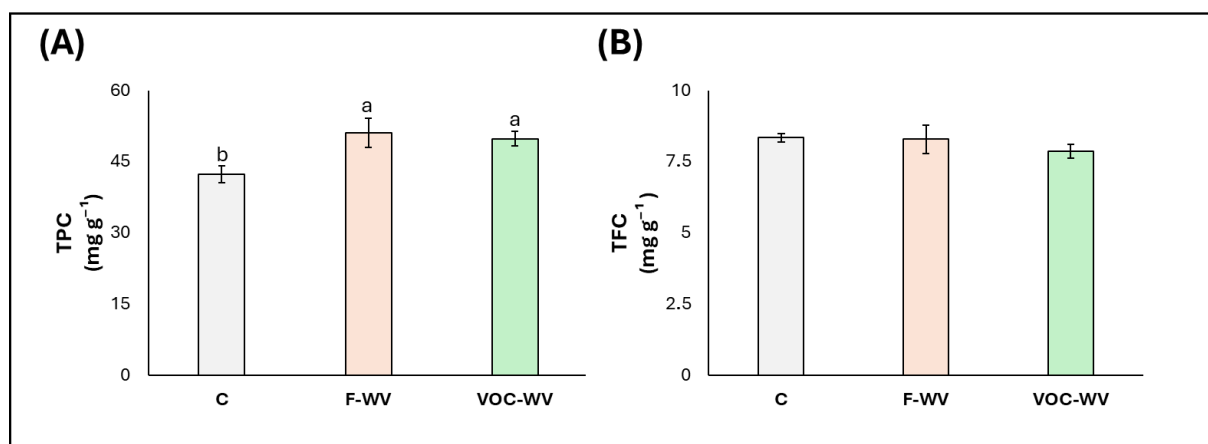 (A)
TPC
(mg g⁻¹)
60
45
30
15
0
b
a
a
C
F-WV
VOC-WV
(B)
TFC
(mg g⁻¹)
10
7.5
5
2.5
0
C
F-WV
VOC-WV